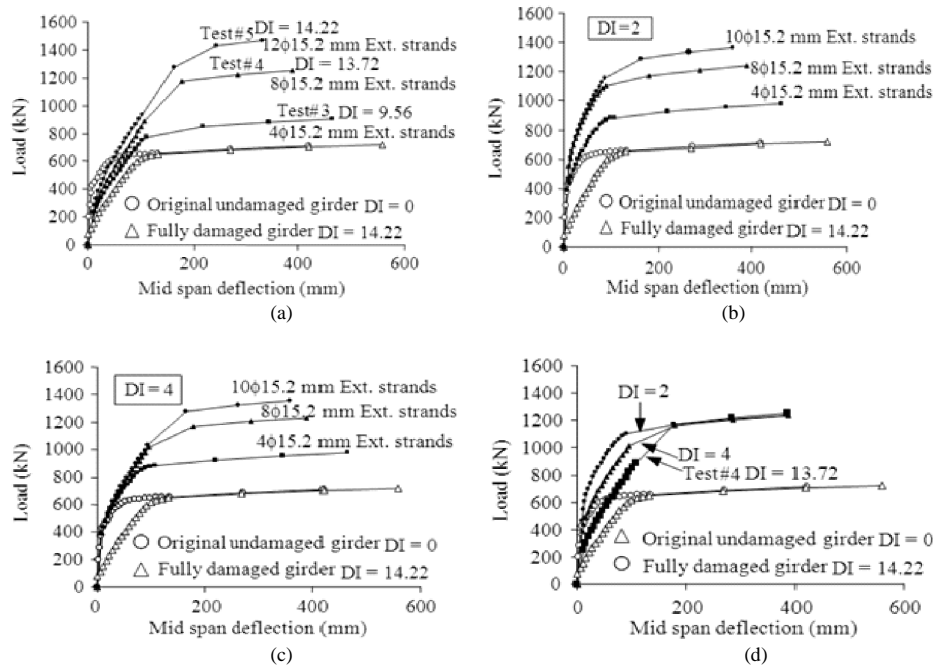 1600
1400
1200
1000
800
600
400
200
0
Load (kN)
Test#5 DI = 14.22
12ϕ15.2 mm Ext. strands
Test#4 DI = 13.72
8ϕ15.2 mm Ext. strands
Test#3 DI = 9.56
4ϕ15.2 mm Ext. strands
Original undamaged girder DI = 0
Fully damaged girder DI = 14.22
0 200 400 600
Mid span deflection (mm)
(a)
1600
1400
1200
1000
800
600
400
200
0
Load (kN)
DI=2
10ϕ15.2 mm Ext. strands
8ϕ15.2 mm Ext. strands
4ϕ15.2 mm Ext. strands
Original undamaged girder DI = 0
Fully damaged girder DI = 14.22
0 200 400 600
Mid span deflection (mm)
(b)
1600
1400
1200
1000
800
600
400
200
0
Load (kN)
DI = 4
10ϕ15.2 mm Ext. strands
8ϕ15.2 mm Ext. strands
4ϕ15.2 mm Ext. strands
Original undamaged girder DI = 0
Fully damaged girder DI = 14.22
0 200 400 600
Mid span deflection (mm)
(c)
1600
1400
1200
1000
800
600
400
200
0
Load (kN)
DI = 2
DI = 4
Test#4 DI = 13.72
Original undamaged girder DI = 0
Fully damaged girder DI = 14.22
0 200 400 600
Mid span deflection (mm)
(d)